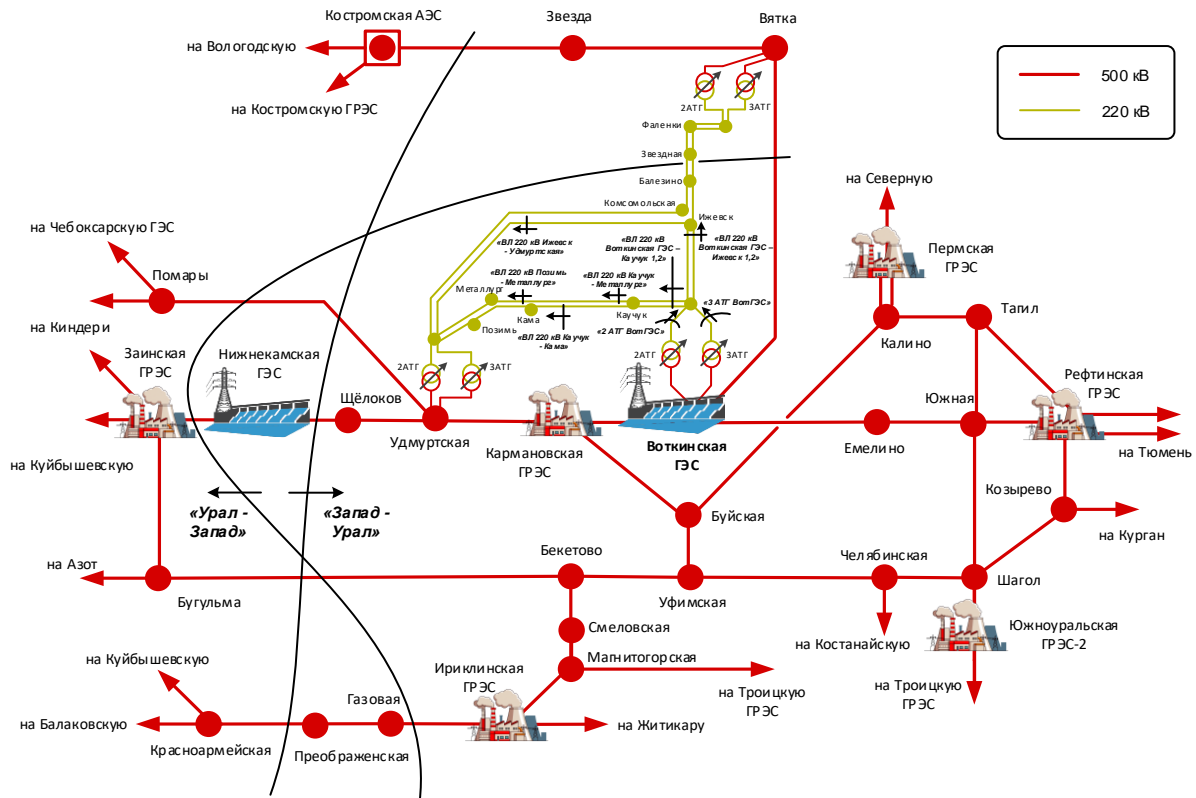 Костромская АЭС
Звезда
Вятка
на Вологодскую
на Костромскую ГРЭС
500 кВ
220 кВ
2АТГ
3АТГ
Фаленки
Звездная
Балезино
Комсомольская
Ижевск
«ВЛ 220 кВ Ижевск
- Удмуртская»
«ВЛ 220 кВ
Воткинская ГЭС –
Каучук 1,2»
«ВЛ 220 кВ
Воткинская ГЭС –
Ижевск 1,2»
«ВЛ 220 кВ Позимь
- Металлург»
«ВЛ 220 кВ Каучук
- Металлург»
Металлург
Позимь
Кама
Каучук
«ВЛ 220 кВ Каучук
- Кама»
«3 АТГ ВотГЭС»
«2 АТГ ВотГЭС»
2АТГ
3АТГ
2АТГ
3АТГ
на Северную
Пермская
ГРЭС
на Чебоксарскую ГЭС
Помары
на Киндери
Заинская
ГРЭС
Нижнекамская
ГЭС
Щёлоков
Удмуртская
Кармановская
ГРЭС
Воткинская
ГЭС
Калино
Тагил
Рефтинская
ГРЭС
Южная
Емелино
на Тюмень
на Куйбышевскую
Козырево
на Курган
«Урал -
Запад»
«Запад -
Урал»
Буйская
на Азот
Бугульма
Бекетово
Уфимская
Челябинская
Шагол
Смеловская
Магнитогорская
на Костанайскую
Южноуральская
ГРЭС-2
на Куйбышевскую
Ириклинская
ГРЭС
на Троицкую
ГРЭС
на Троицкую
ГРЭС
Газовая
на Балаковскую
Красноармейская
Преображенская
на Житикару